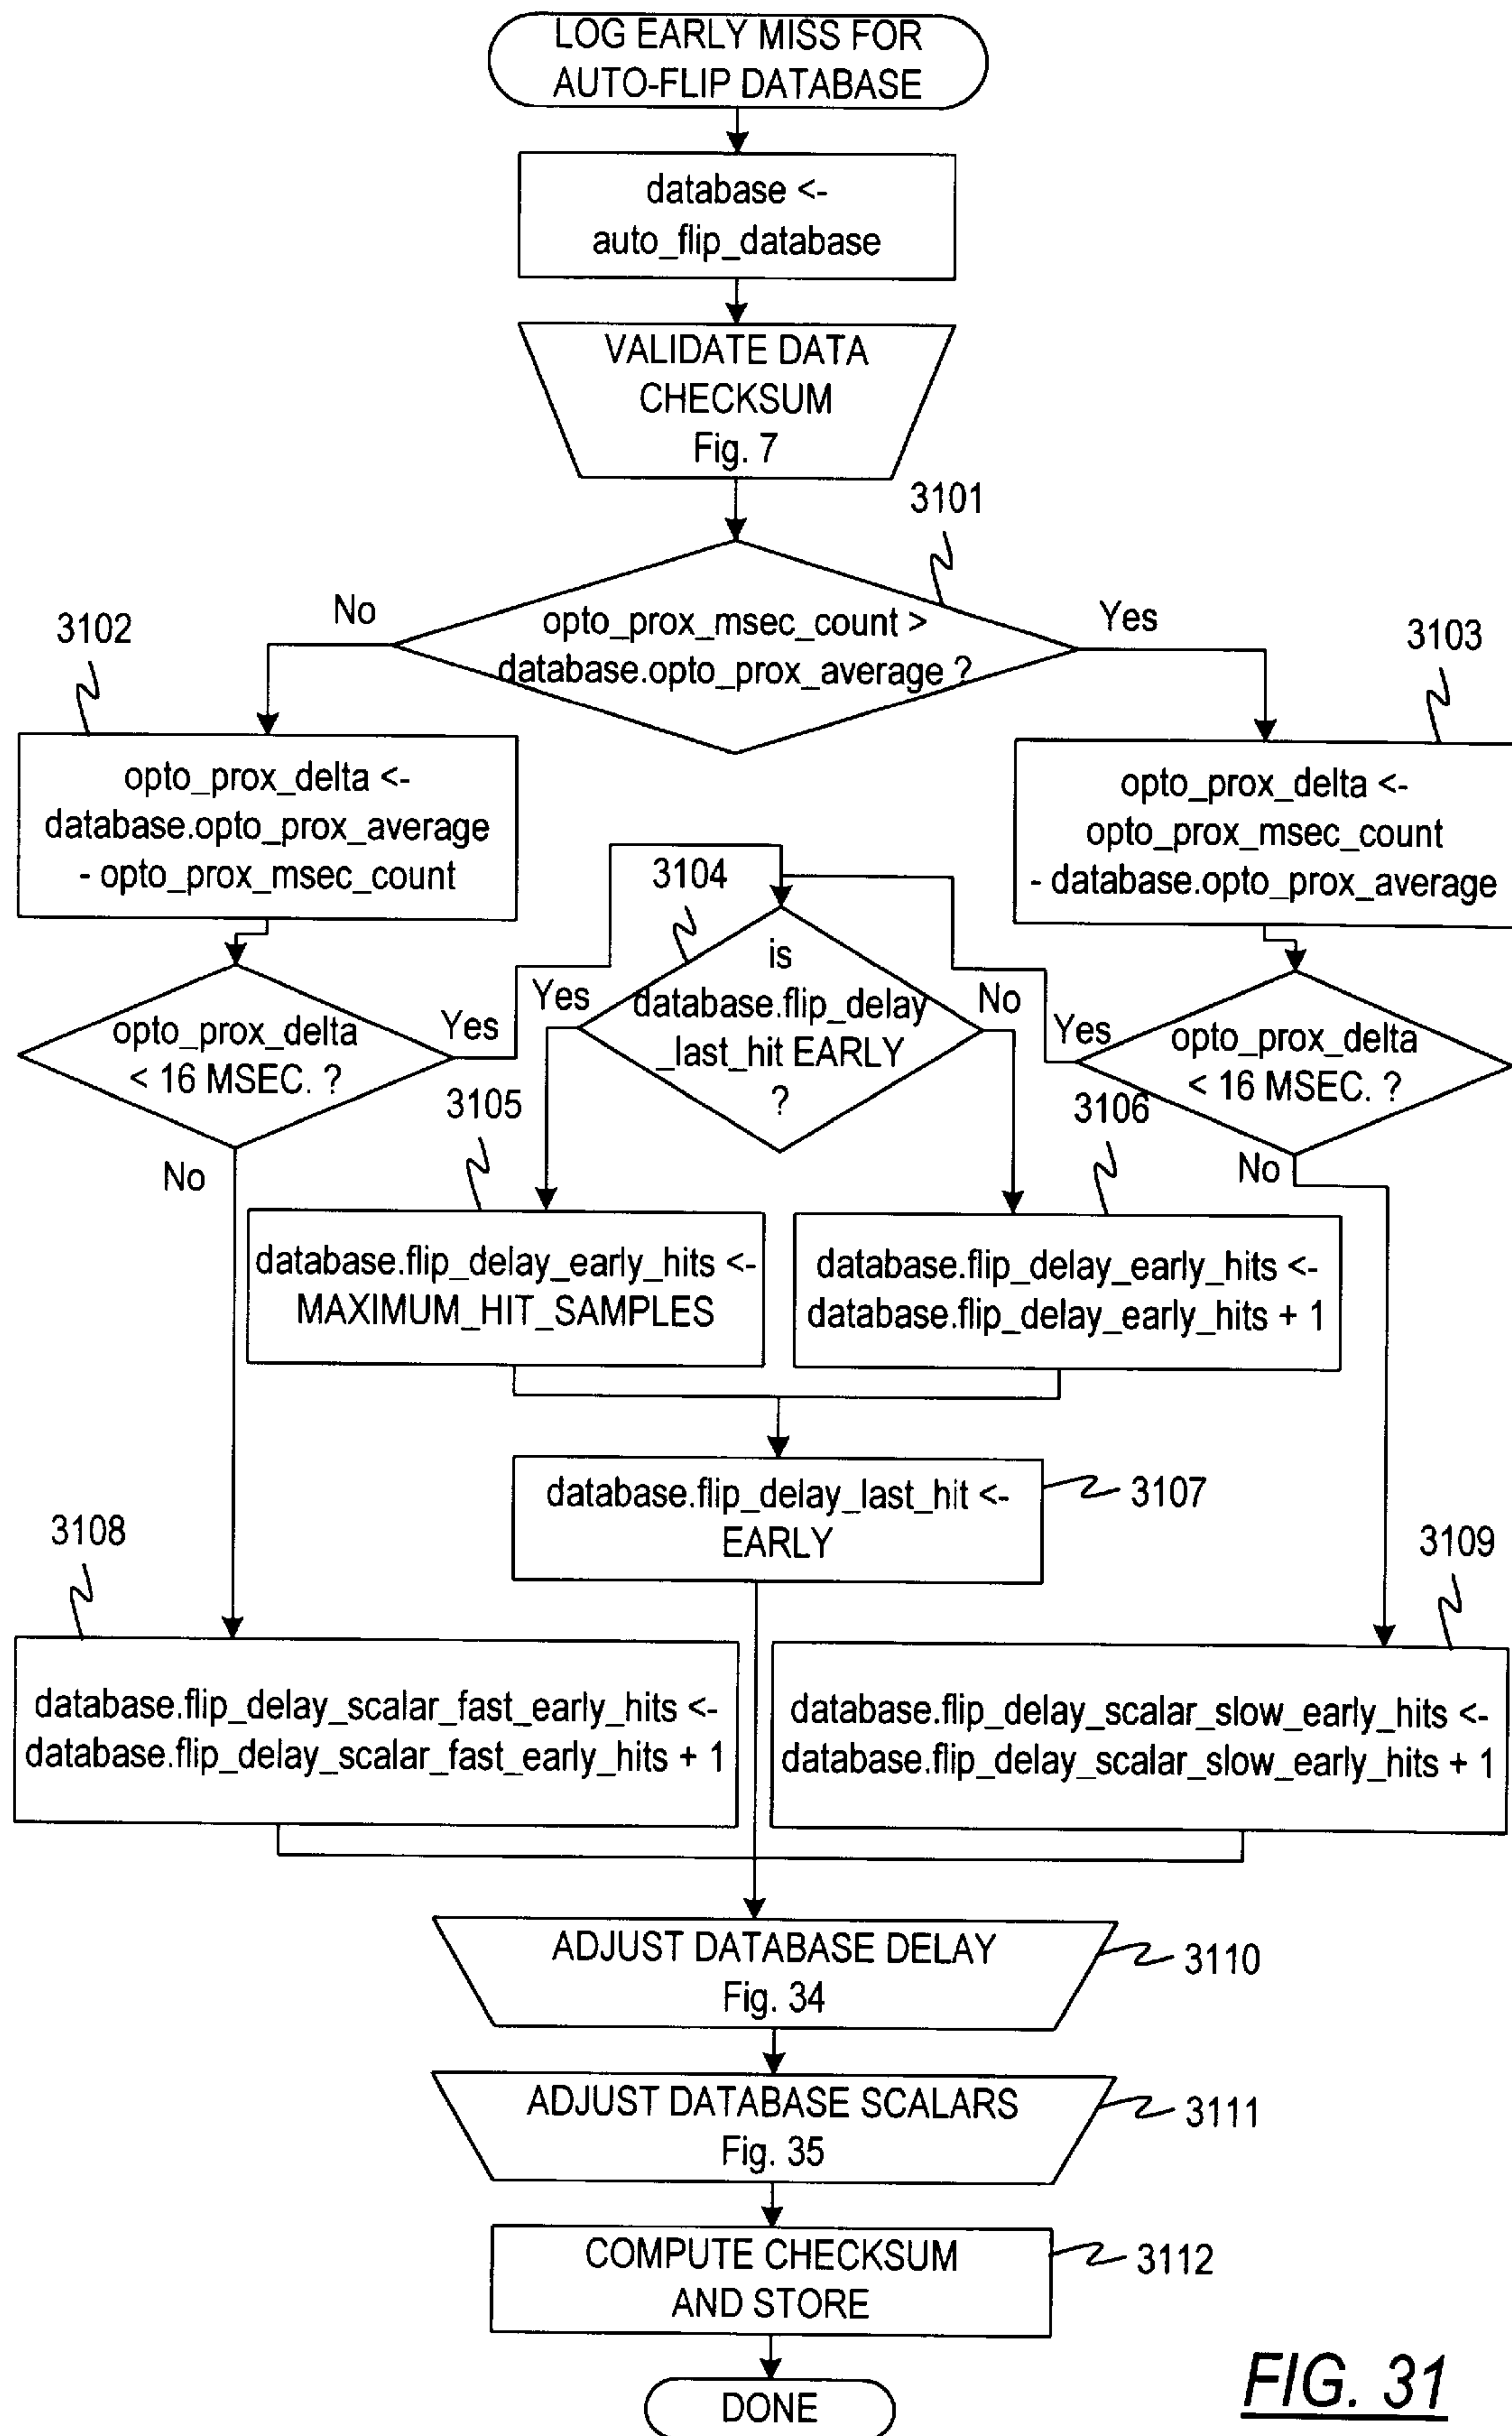 LOG EARLY MISS FOR
AUTO-FLIP DATABASE
database <-
auto_flip_database
VALIDATE DATA
CHECKSUM
Fig. 7
3101
No
opto_prox_msec_count >
database.opto_prox_average ?
Yes
3102
opto_prox_delta <-
database.opto_prox_average
- opto_prox_msec_count
3103
opto_prox_delta <-
opto_prox_msec_count
- database.opto_prox_average
3104
is
database.flip_delay
_last_hit EARLY
?
Yes
No
opto_prox_delta
< 16 MSEC. ?
Yes
No
opto_prox_delta
< 16 MSEC. ?
Yes
No
3105
database.flip_delay_early_hits <-
MAXIMUM_HIT_SAMPLES
3106
database.flip_delay_early_hits <-
database.flip_delay_early_hits + 1
database.flip_delay_last_hit <-
EARLY
3107
3108
database.flip_delay_scalar_fast_early_hits <-
database.flip_delay_scalar_fast_early_hits + 1
3109
database.flip_delay_scalar_slow_early_hits <-
database.flip_delay_scalar_slow_early_hits + 1
ADJUST DATABASE DELAY
Fig. 34
3110
ADJUST DATABASE SCALARS
Fig. 35
3111
COMPUTE CHECKSUM
AND STORE
3112
DONE
FIG. 31